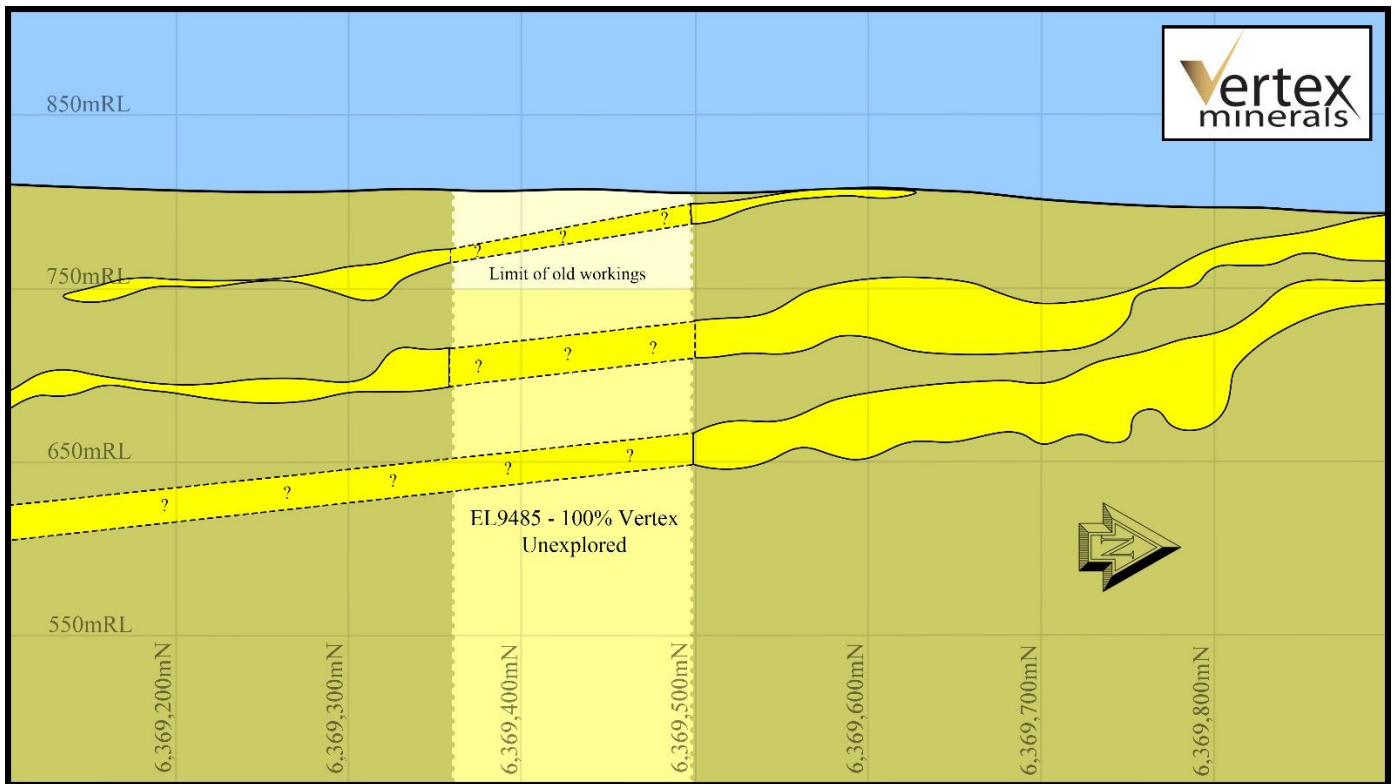 Vertex
minerals
850mRL
? ? ?
Limit of old workings
750mRL
? ? ?
650mRL
? ? ? ? ?
EL9485 - 100% Vertex
Unexplored
N
550mRL
6,369,200mN
6,369,300mN
6,369,400mN
6,369,500mN
6,369,600mN
6,369,700mN
6,369,800mN